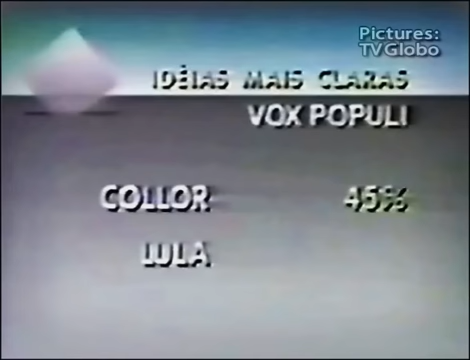 Pictures:
TV Globo
IDÉIAS MAIS CLARAS
VOX POPULI
COLLOR 45%
LULA